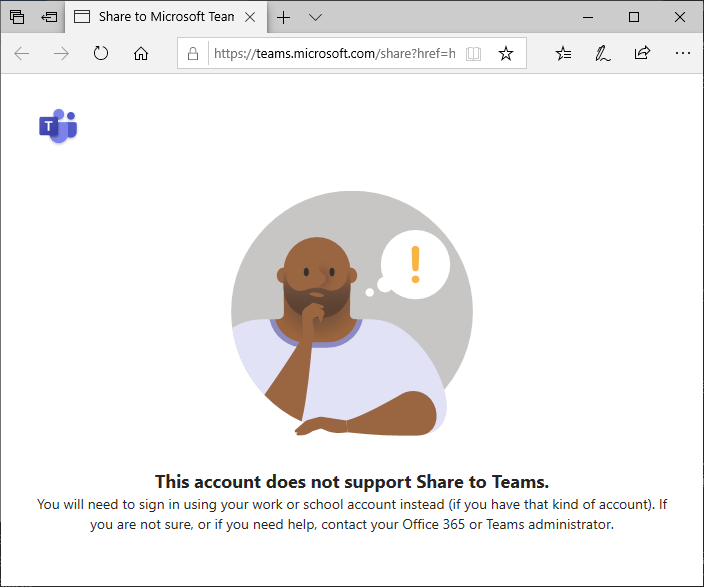 Share to Microsoft Team
https://teams.microsoft.com/share?href=h
T
!
This account does not support Share to Teams.
You will need to sign in using your work or school account instead (if you have that kind of account). If
you are not sure, or if you need help, contact your Office 365 or Teams administrator.